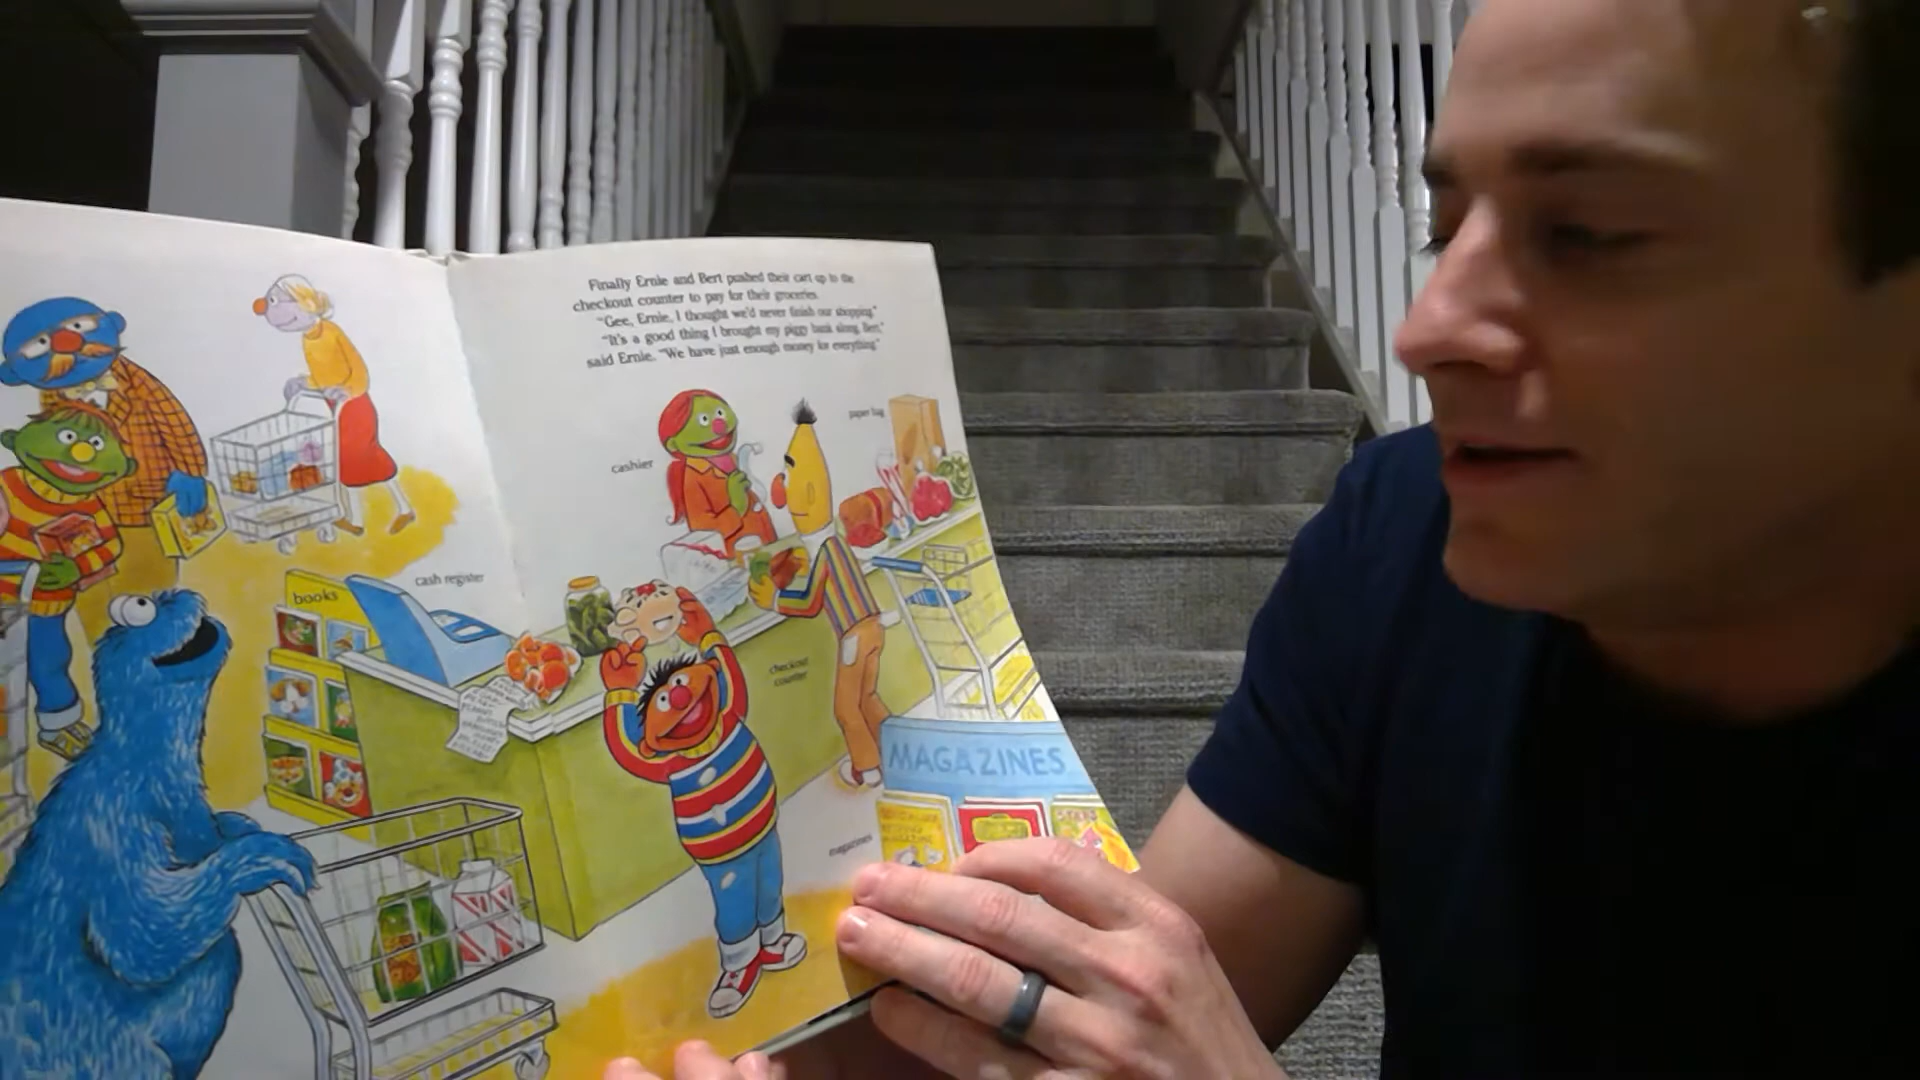 Finally Ernie and Bert pushed their cart up to the
checkout counter to pay for their groceries.
"Gee, Ernie, I thought we'd never finish our shopping."
"It's a good thing I brought my piggy bank along, Bert,"
said Ernie. "We have just enough money for everything."
paper bag
cashier
cash register
books
checkout
counter
MAGAZINES
magazines